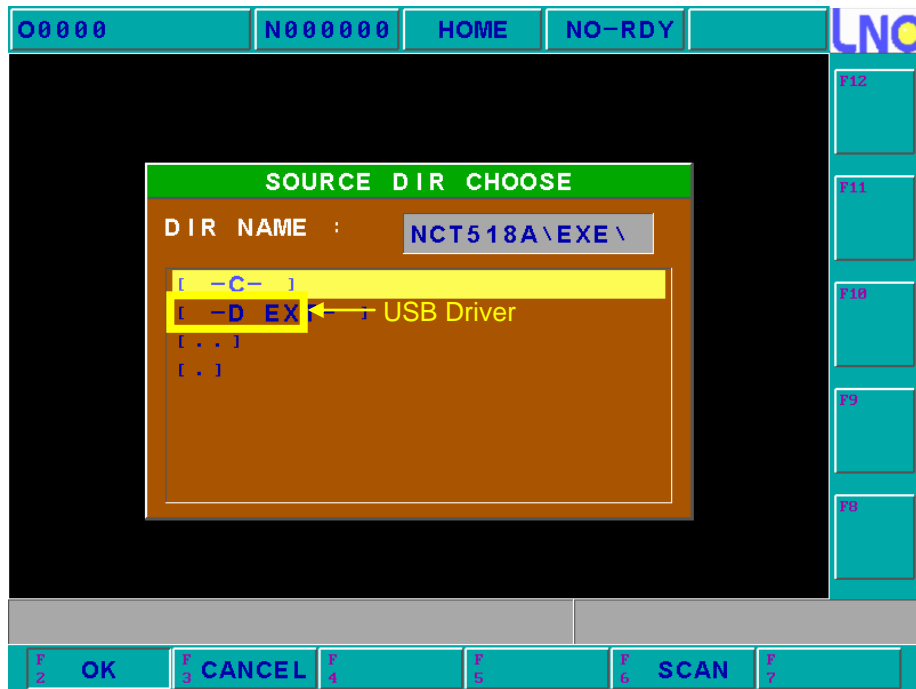 O0000 N000000 HOME NO-RDY LNC
F12
SOURCE DIR CHOOSE
F11
DIR NAME : NCT518A\EXE\
[ -C- ]
F10
[ -D EXT- ] USB Driver
[..]
[.]
F9
F8
F2 OK F3 CANCEL F4 F5 F6 SCAN F7